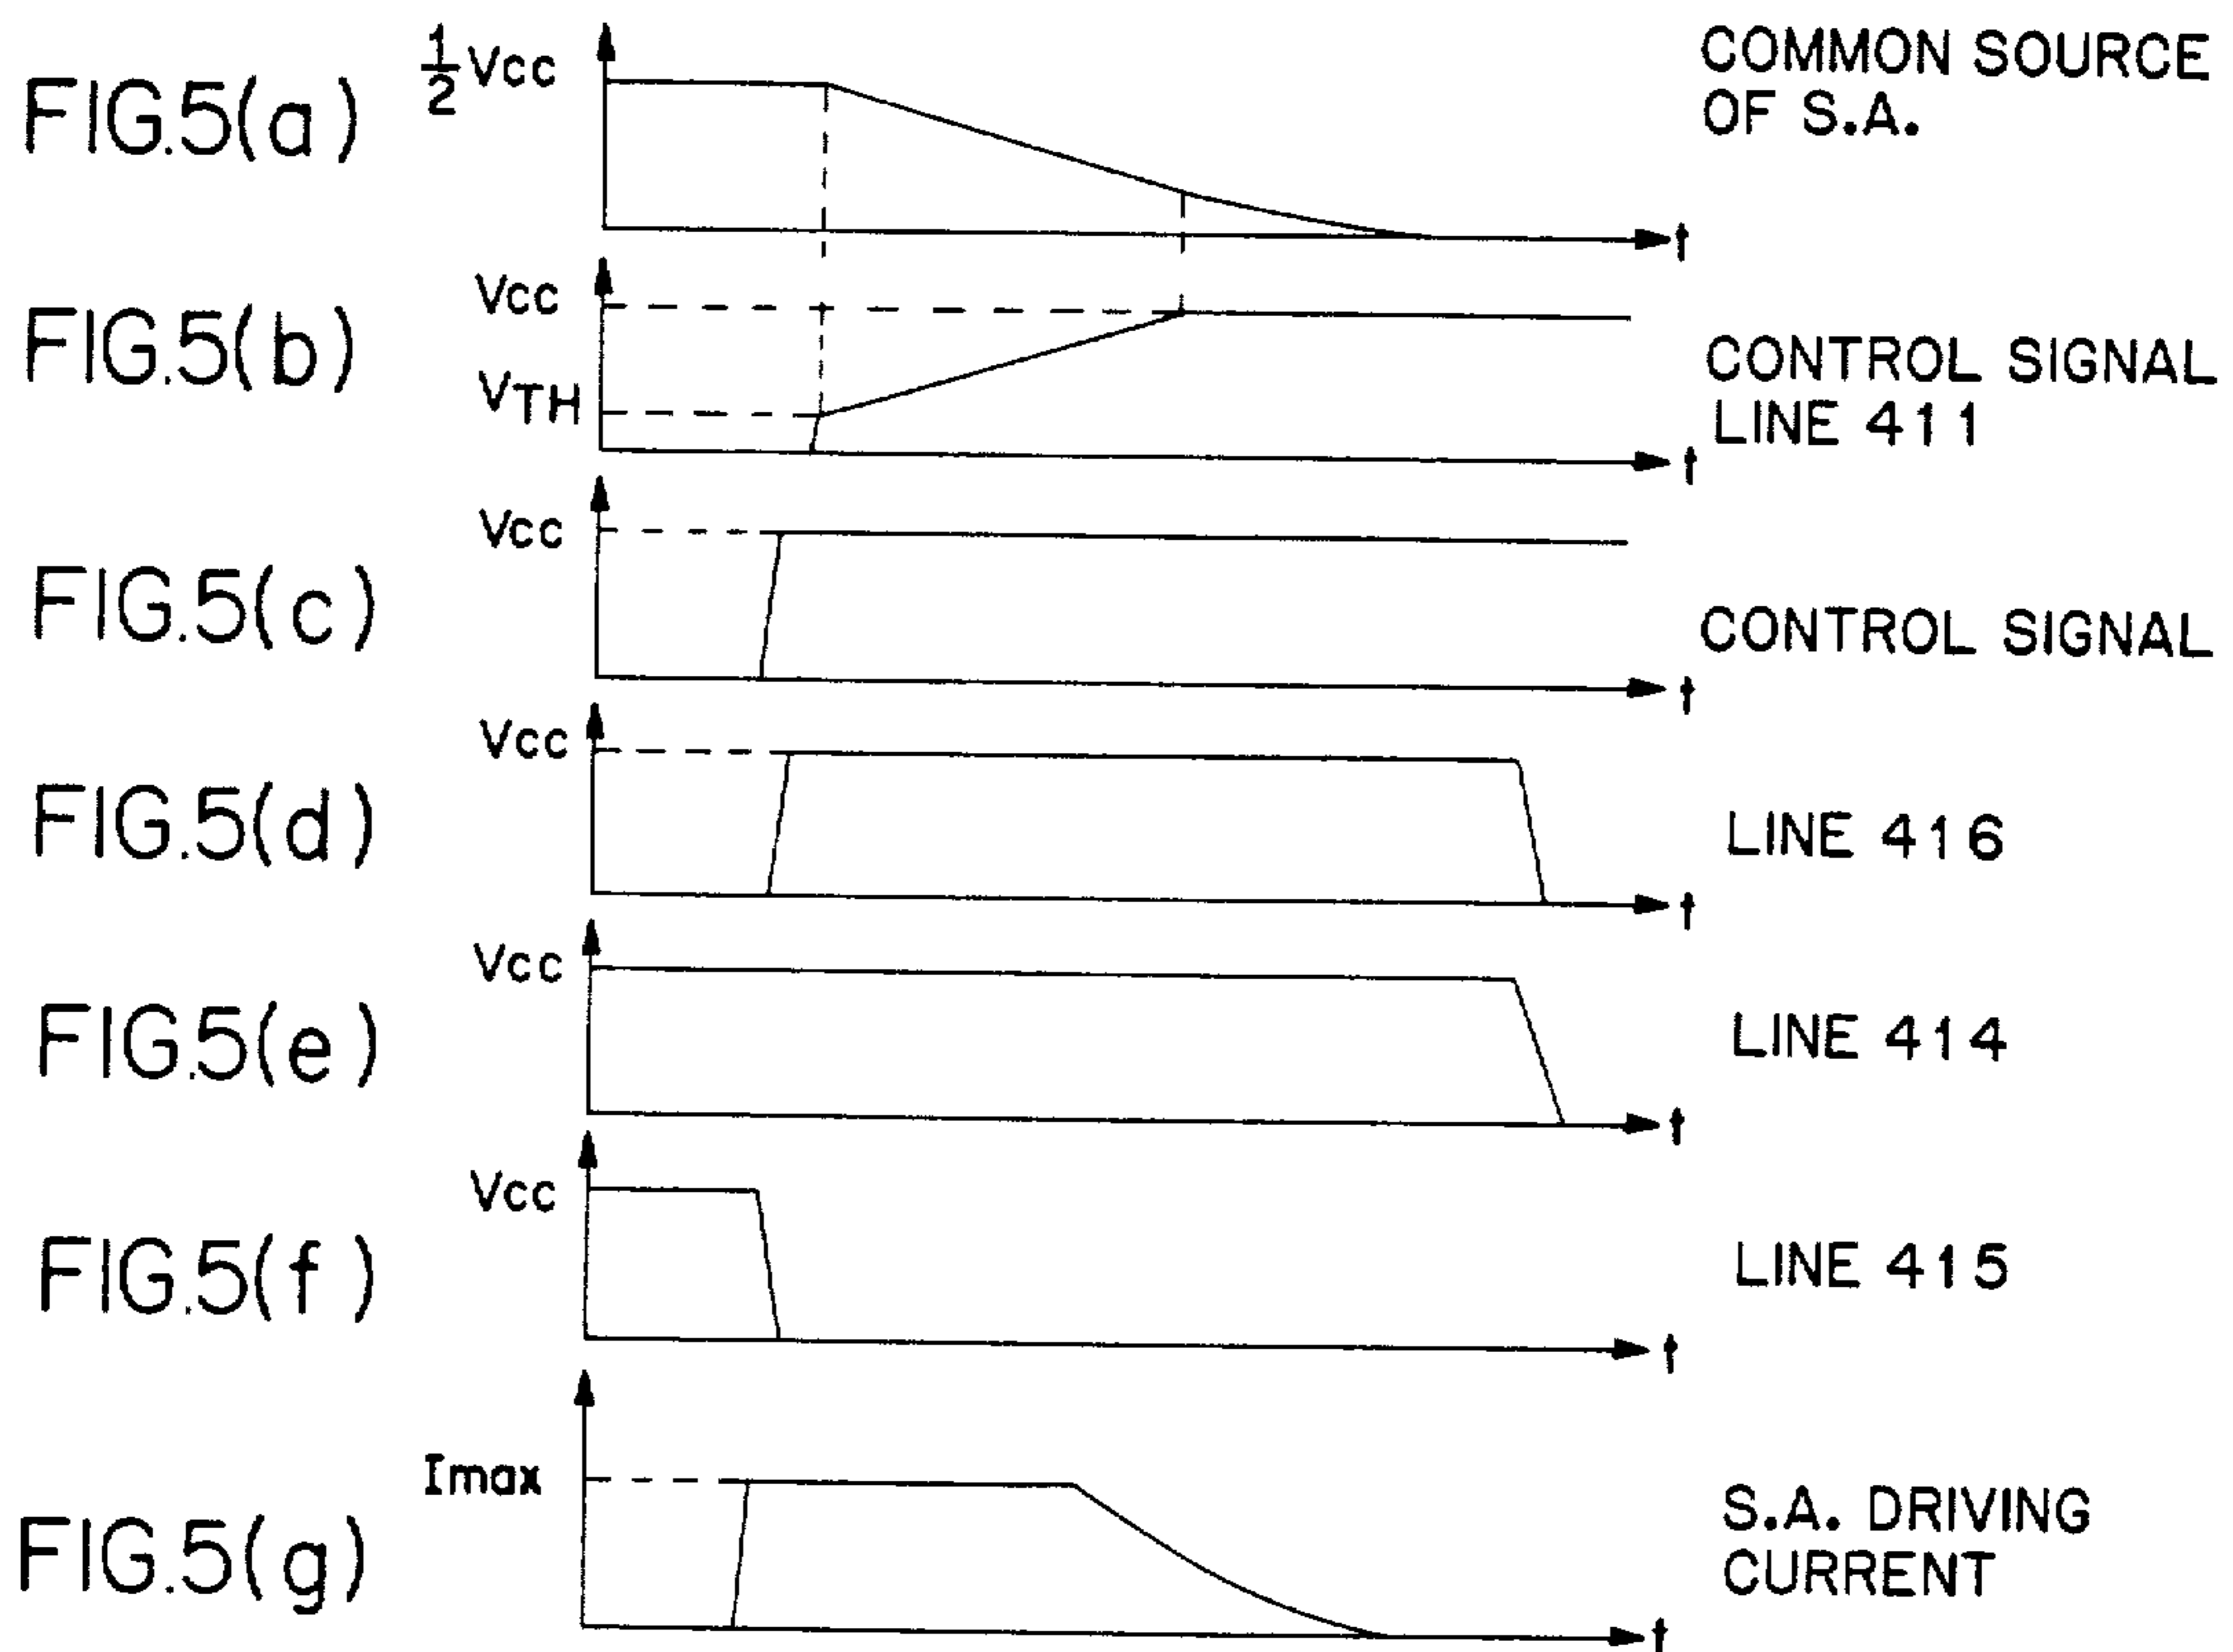 FIG.5(a)
1/2 Vcc
COMMON SOURCE
OF S.A.
t
FIG.5(b)
Vcc
VTH
CONTROL SIGNAL
LINE 411
t
FIG.5(c)
Vcc
CONTROL SIGNAL
t
FIG.5(d)
Vcc
LINE 416
t
FIG.5(e)
Vcc
LINE 414
t
FIG.5(f)
Vcc
LINE 415
t
FIG.5(g)
Imax
S.A. DRIVING
CURRENT
t